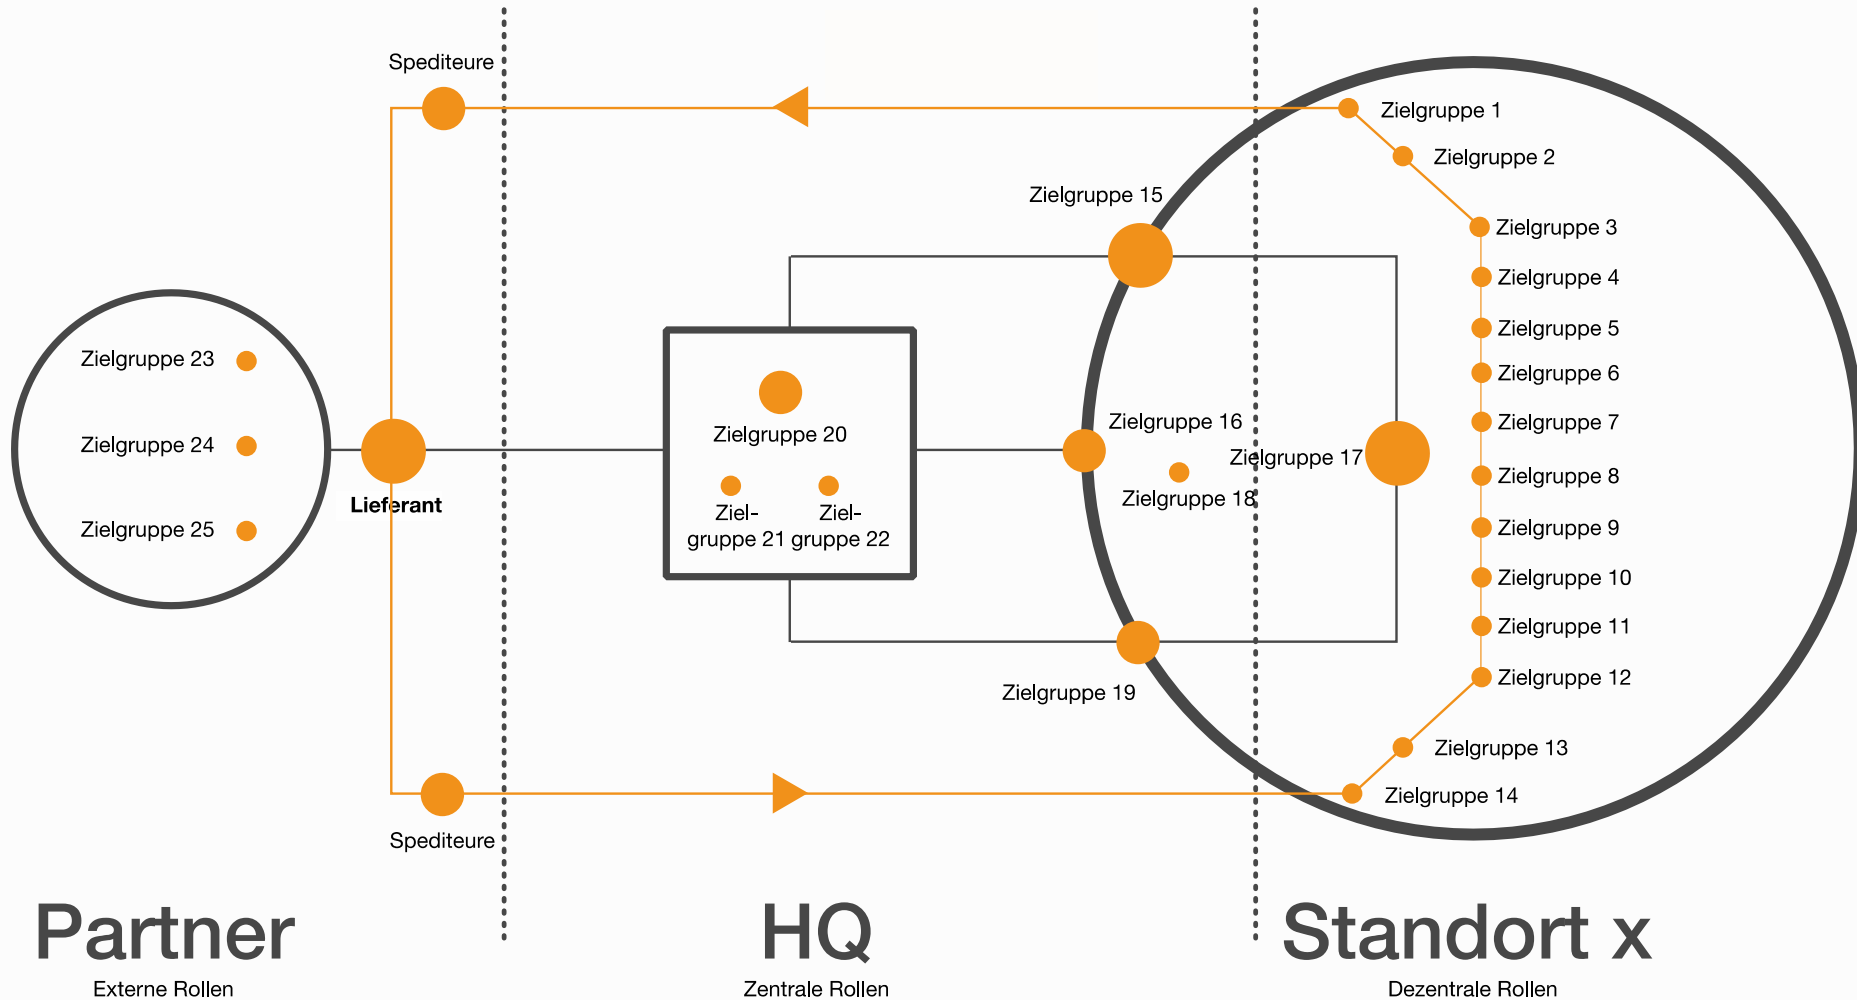 Spediteure
Zielgruppe 1
Zielgruppe 2
Zielgruppe 15
Zielgruppe 3
Zielgruppe 4
Zielgruppe 5
Zielgruppe 23
Zielgruppe 6
Zielgruppe 16
Zielgruppe 7
Zielgruppe 20
Zielgruppe 24
Zielgruppe 17
Zielgruppe 8
Zielgruppe 18
Lieferant
Ziel-
gruppe 21
Ziel-
gruppe 22
Zielgruppe 25
Zielgruppe 9
Zielgruppe 10
Zielgruppe 11
Zielgruppe 12
Zielgruppe 19
Zielgruppe 13
Zielgruppe 14
Spediteure
Partner
Externe Rollen
HQ
Zentrale Rollen
Standort x
Dezentrale Rollen